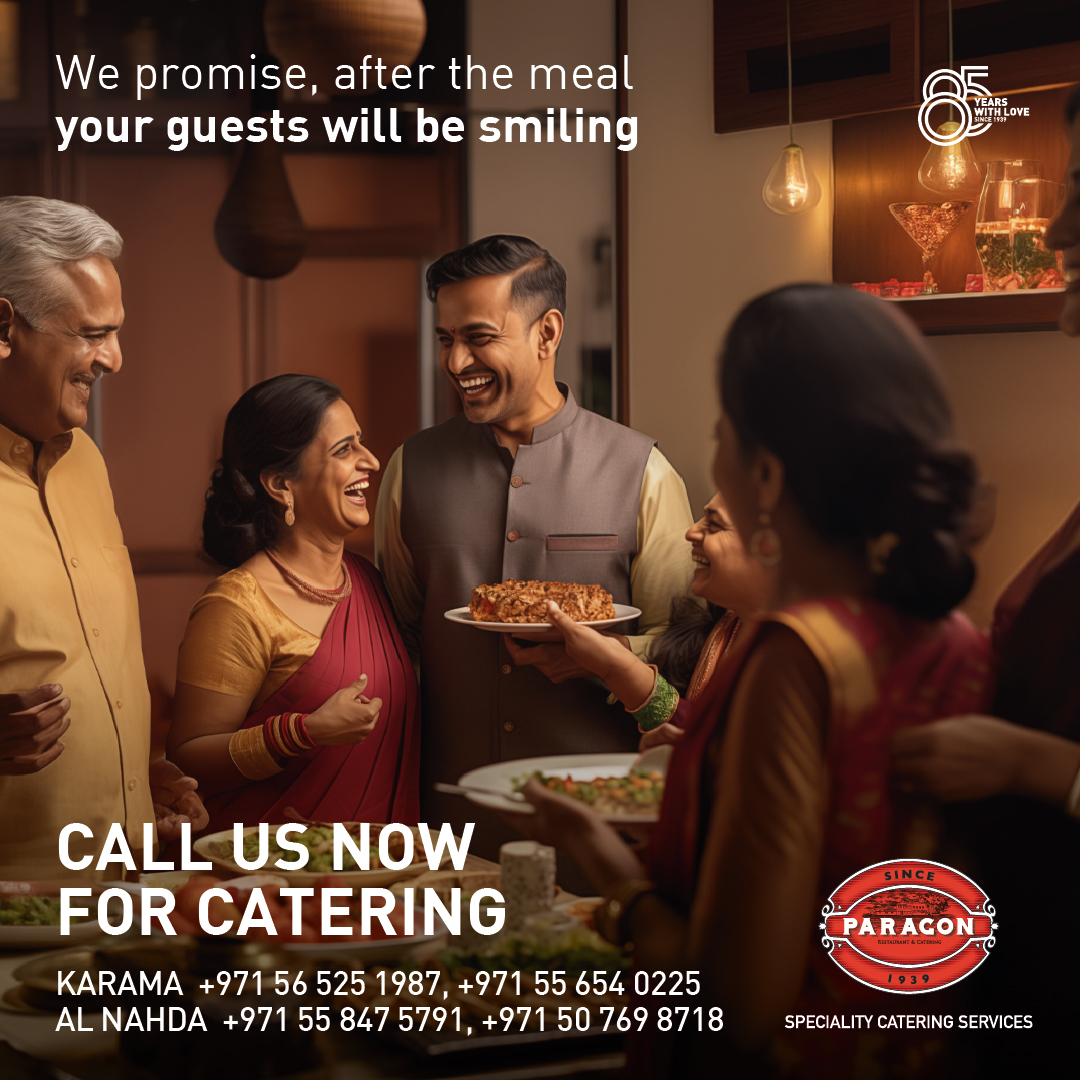 We promise, after the meal
your guests will be smiling
85
YEARS
WITH LOVE
SINCE 1939
CALL US NOW
FOR CATERING
KARAMA +971 56 525 1987, +971 55 654 0225
AL NAHDA +971 55 847 5791, +971 50 769 8718
SINCE
PARAGON
RESTAURANT & CATERING
1939
SPECIALITY CATERING SERVICES